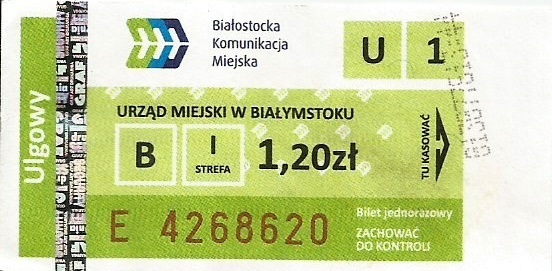 Białostocka
Komunikacja
Miejska
U 1
Ulgowy
GRAF
URZĄD MIEJSKI W BIAŁYMSTOKU
B
I
STREFA
1,20zł
TU KASOWAĆ
E 4268620
Bilet jednorazowy
ZACHOWAĆ
DO KONTROLI